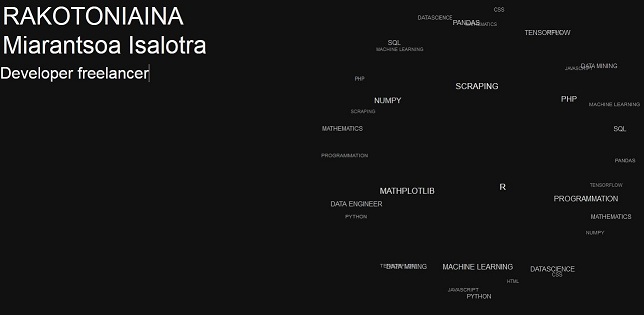 RAKOTONIAINA
Miarantsoa Isalotra
Developer freelancer
CSS
DATASCIENCE
PANDAS
MATHEMATICS
TENSORFLOW
SQL
MACHINE LEARNING
JAVASCRIPT
DATA MINING
PHP
SCRAPING
NUMPY
PHP
MACHINE LEARNING
SCRAPING
MATHEMATICS
SQL
PROGRAMMATION
PANDAS
TENSORFLOW
MATHPLOTLIB
R
PROGRAMMATION
DATA ENGINEER
PYTHON
MATHEMATICS
NUMPY
DATA MINING
MACHINE LEARNING
DATASCIENCE
CSS
HTML
JAVASCRIPT
PYTHON